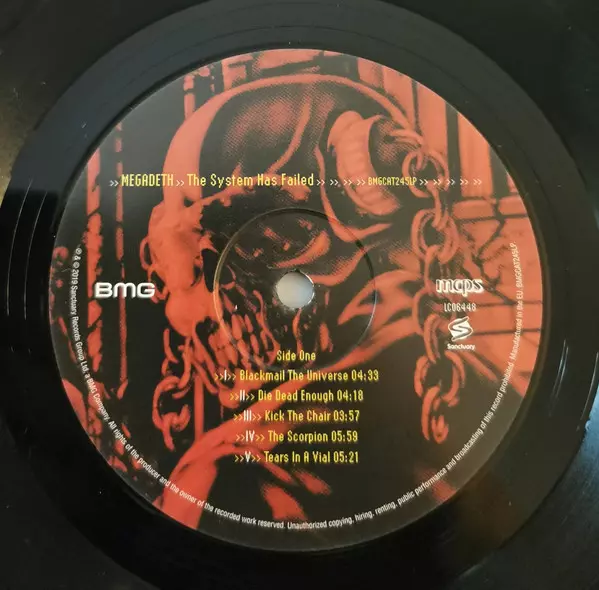 ›› MEGADETH ›› The System Has Failed ›› ›› ›› ›› BMGCAT245LP ›› ›› ›› ›› ››
BMG
mcps
LC06448
Sanctuary
Side One
››I›› Blackmail The Universe 04:33
››II›› Die Dead Enough 04:18
››III›› Kick The Chair 03:57
››IV›› The Scorpion 05:59
››V›› Tears In A Vial 05:21
℗ & © 2019 Sanctuary Records Group Ltd, a BMG Company. All rights of the producer and the owner of the recorded work reserved. Unauthorized copying, hiring, renting, public performance and broadcasting of this record prohibited. Manufactured in the EU. BMGCAT245LP